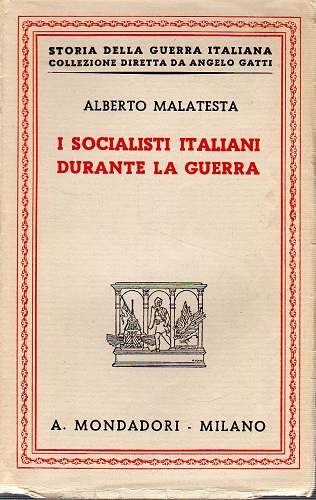 STORIA DELLA GUERRA ITALIANA
COLLEZIONE DIRETTA DA ANGELO GATTI
ALBERTO MALATESTA
I SOCIALISTI ITALIANI
DURANTE LA GUERRA
A. MONDADORI - MILANO